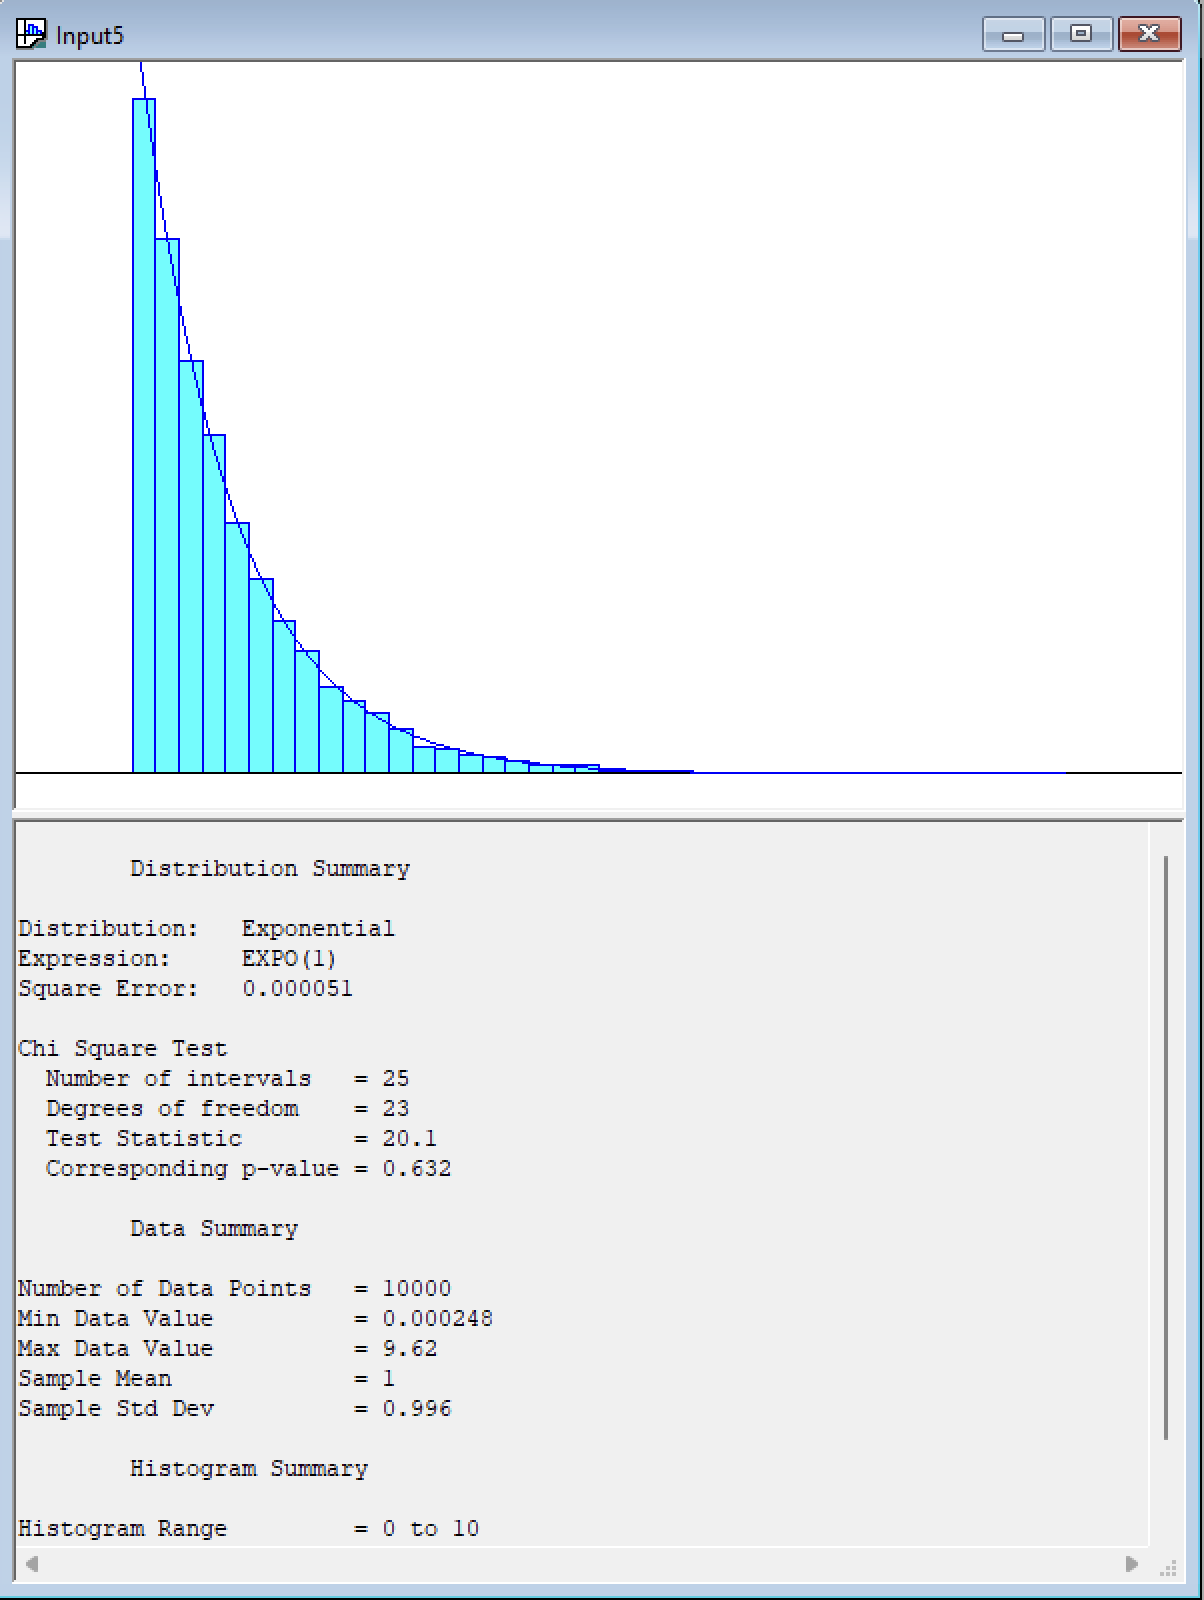 Input5
Distribution Summary
Distribution:   Exponential
Expression:     EXPO(1)
Square Error:   0.000051
Chi Square Test
  Number of intervals   = 25
  Degrees of freedom    = 23
  Test Statistic        = 20.1
  Corresponding p-value = 0.632
Data Summary
Number of Data Points   = 10000
Min Data Value          = 0.000248
Max Data Value          = 9.62
Sample Mean             = 1
Sample Std Dev          = 0.996
Histogram Summary
Histogram Range         = 0 to 10